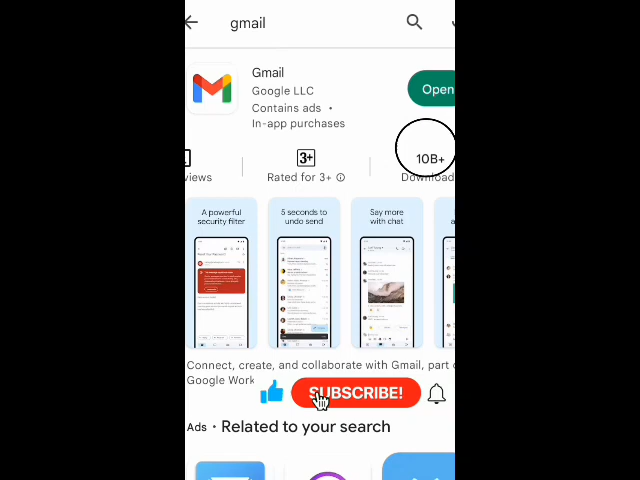 gmail
Gmail
Google LLC
Contains ads •
In-app purchases
Open
10B+
3+
views
Rated for 3+
Download
A powerful
security filter
5 seconds to
undo send
Say more
with chat
Connect, create, and collaborate with Gmail, part o
Google Work
SUBSCRIBE!
Ads • Related to your search